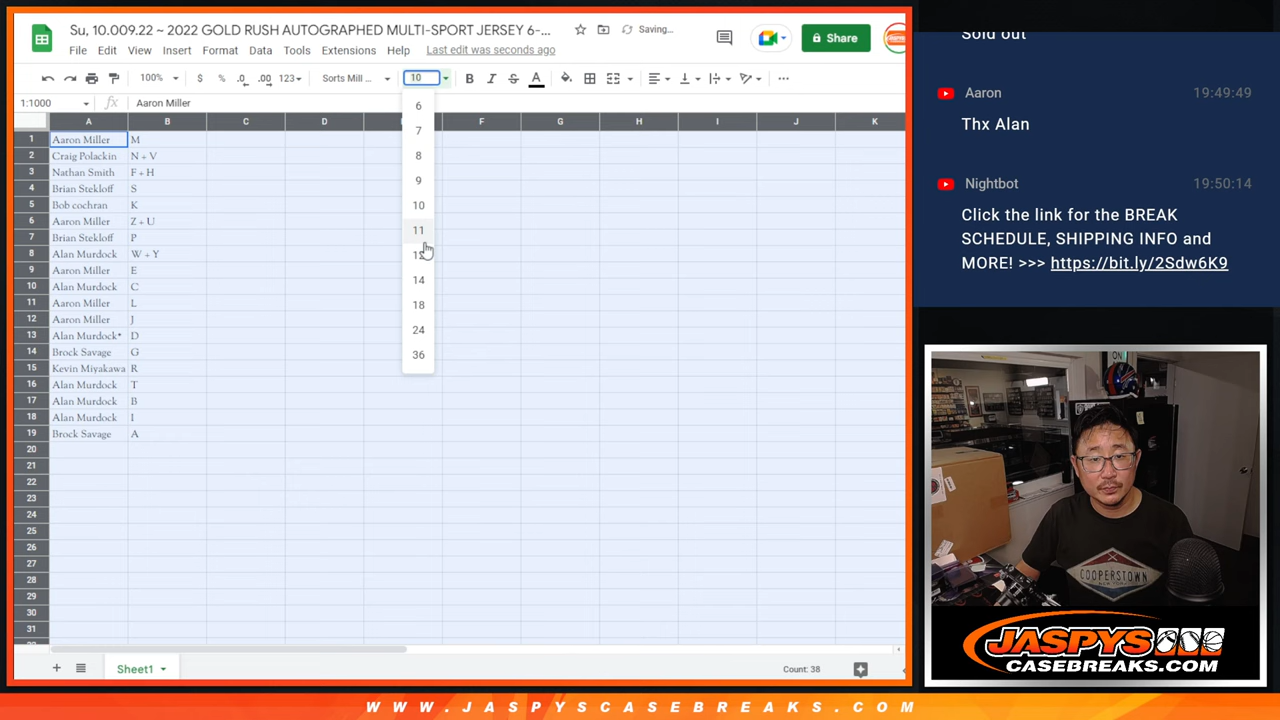 Su, 10.009.22 ~ 2022 GOLD RUSH AUTOGRAPHED MULTI-SPORT JERSEY 6-...
Saving...
Share
File Edit View Insert Format Data Tools Extensions Help Last edit was seconds ago
100% $ % .0 .00 123 Sorts Mill ... 10 B I S A
1:1000 fx Aaron Miller
A B C D F G H I J K
1 Aaron Miller M
2 Craig Polackin N + V
3 Nathan Smith F + H
4 Brian Stekloff S
5 Bob cochran K
6 Aaron Miller Z + U
7 Brian Stekloff P
8 Alan Murdock W + Y
9 Aaron Miller E
10 Alan Murdock C
11 Aaron Miller L
12 Aaron Miller J
13 Alan Murdock* D
14 Brock Savage G
15 Kevin Miyakawa R
16 Alan Murdock T
17 Alan Murdock B
18 Alan Murdock I
19 Brock Savage A
20
21
22
23
24
25
26
27
28
29
30
31
6
7
8
9
10
11
14
18
24
36
Sheet1
Count: 38
Sold out
Aaron 19:49:49
Thx Alan
Nightbot 19:50:14
Click the link for the BREAK
SCHEDULE, SHIPPING INFO and
MORE! >>> https://bit.ly/2Sdw6K9
COOPERSTOWN
JASPYS
CASEBREAKS.COM
WWW.JASPYSCASEBREAKS.COM